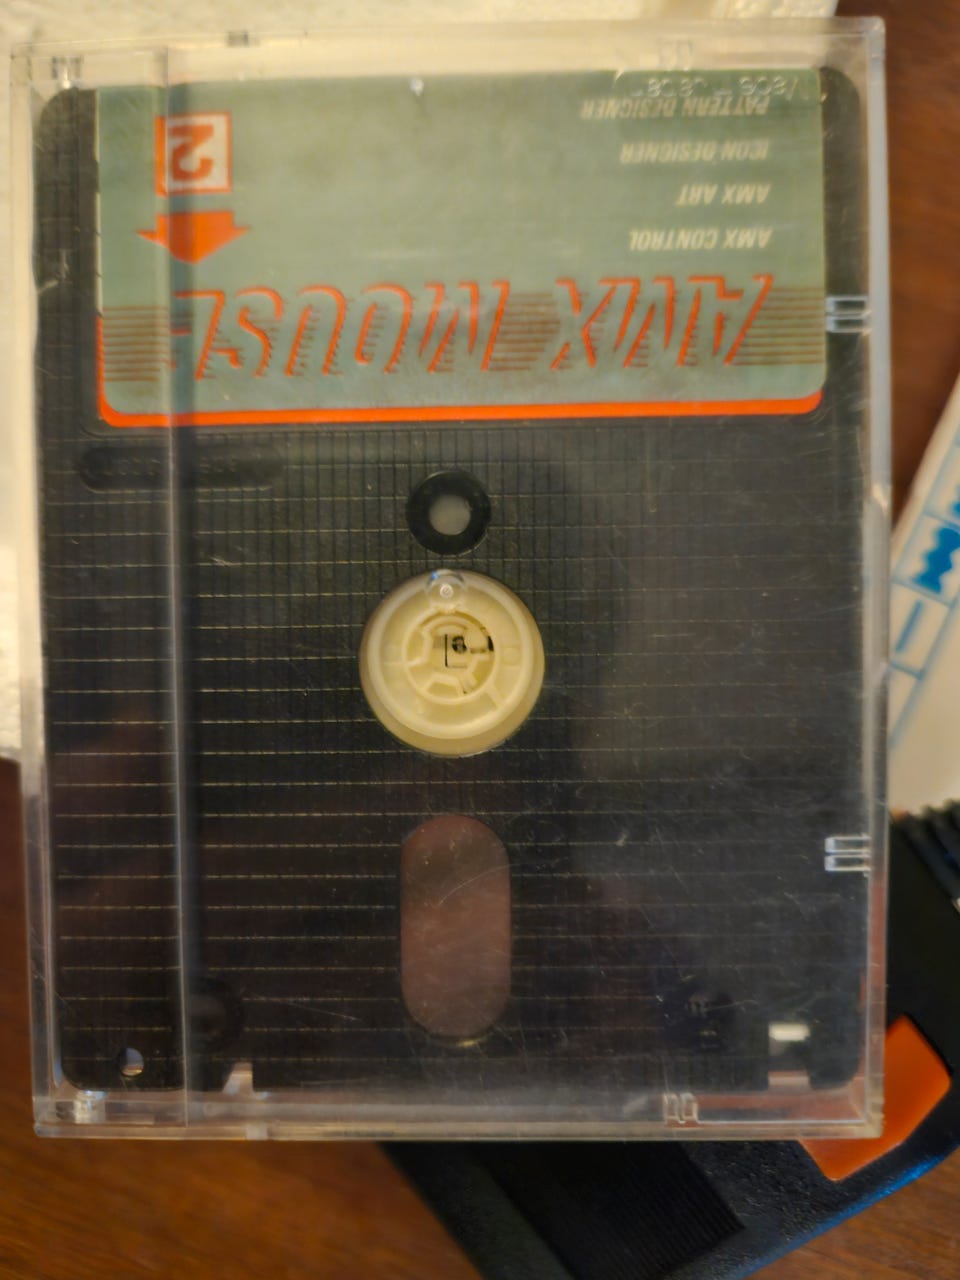 AMX MOUSE
AMX CONTROL
AMX ART
ICON DESIGNER
PATTERN DESIGNER
2